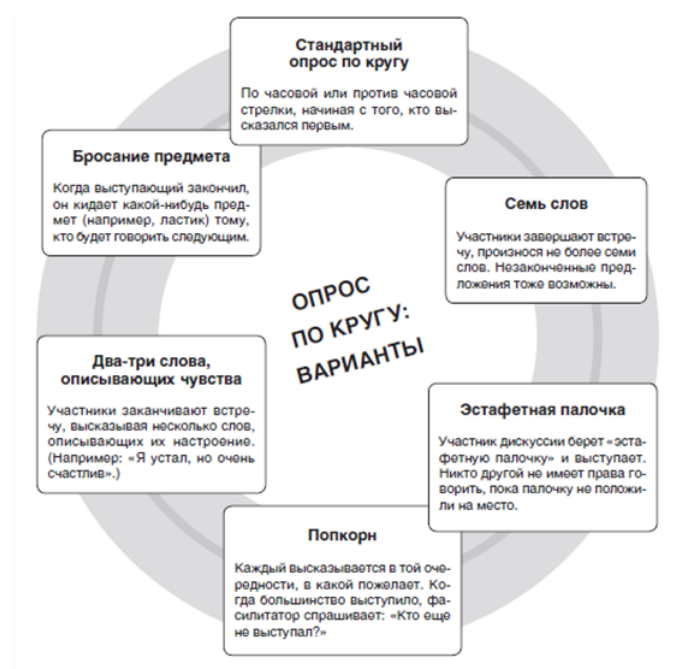 Стандартный
опрос по кругу
По часовой или против часовой
стрелки, начиная с того, кто вы-
сказался первым.
Бросание предмета
Когда выступающий закончил,
он кидает какой-нибудь пред-
мет (например, ластик) тому,
кто будет говорить следующим.
Семь слов
Участники завершают встре-
чу, произнося не более семи
слов. Незаконченные пред-
ложения тоже возможны.
ОПРОС
ПО КРУГУ:
ВАРИАНТЫ
Два-три слова,
описывающих чувства
Участники заканчивают встре-
чу, высказывая несколько слов,
описывающих их настроение.
(Например: «Я устал, но очень
счастлив».)
Эстафетная палочка
Участник дискуссии берет «эста-
фетную палочку» и выступает.
Никто другой не имеет права го-
ворить, пока палочку не положи-
ли на место.
Попкорн
Каждый высказывается в той оче-
редности, в какой пожелает. Ко-
гда большинство выступило, фа-
силитатор спрашивает: «Кто еще
не выступал?»